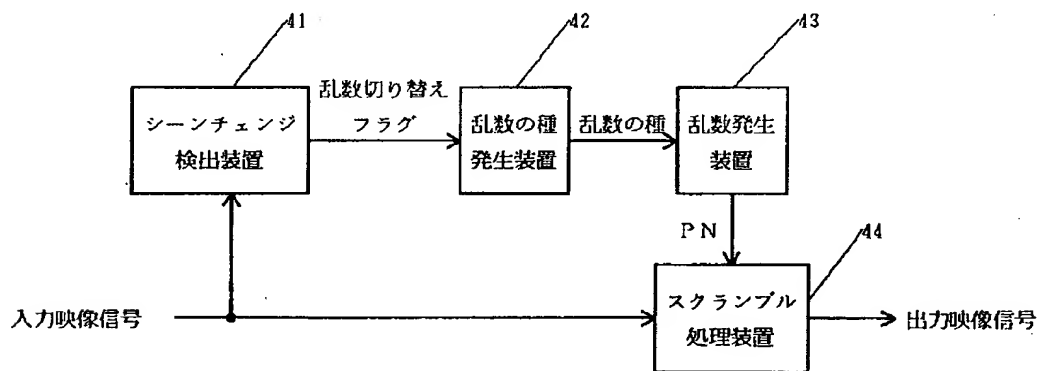 41
42
43
乱数切り替え
フラグ
シーンチェンジ
検出装置
乱数の種
発生装置
乱数の種
乱数発生
装置
PN
44
入力映像信号
スクランブル
処理装置
出力映像信号